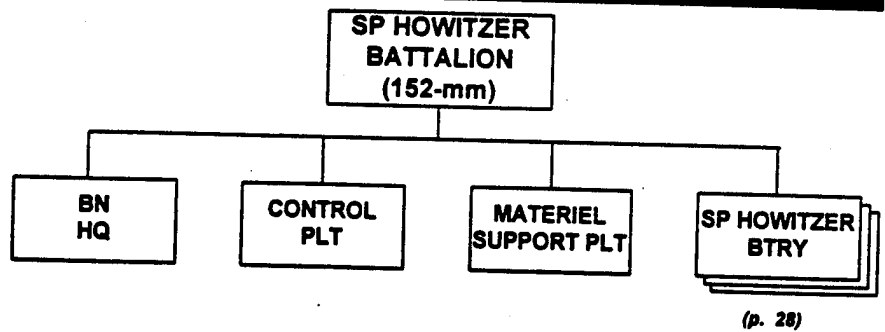 SP HOWITZER
BATTALION
(152-mm)
BN
HQ
CONTROL
PLT
MATERIEL
SUPPORT PLT
SP HOWITZER
BTRY
(p. 28)